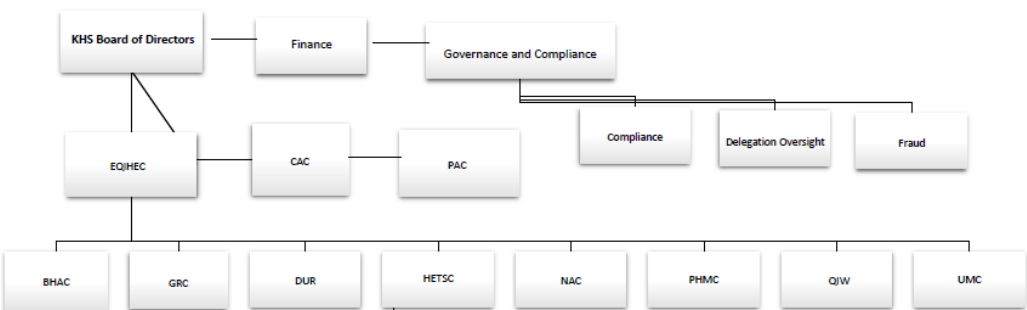 KHS Board of Directors
Finance
Governance and Compliance
Compliance
Delegation Oversight
Fraud
EQIHEC
CAC
PAC
BHAC
GRC
DUR
HETSC
NAC
PHMC
QIW
UMC